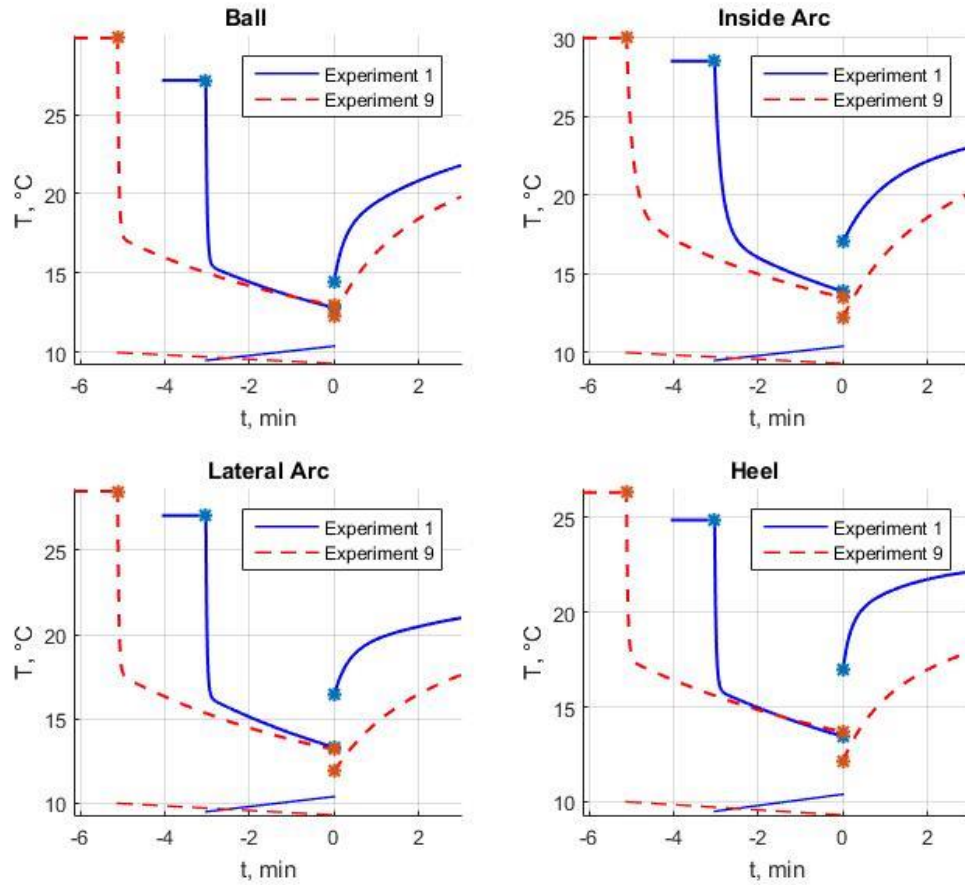 Ball
Experiment 1
Experiment 9
25
20
15
10
T, °C
-6 -4 -2 0 2
t, min
Inside Arc
Experiment 1
Experiment 9
30
25
20
15
10
T, °C
-6 -4 -2 0 2
t, min
Lateral Arc
Experiment 1
Experiment 9
25
20
15
10
T, °C
-6 -4 -2 0 2
t, min
Heel
Experiment 1
Experiment 9
25
20
15
10
T, °C
-6 -4 -2 0 2
t, min